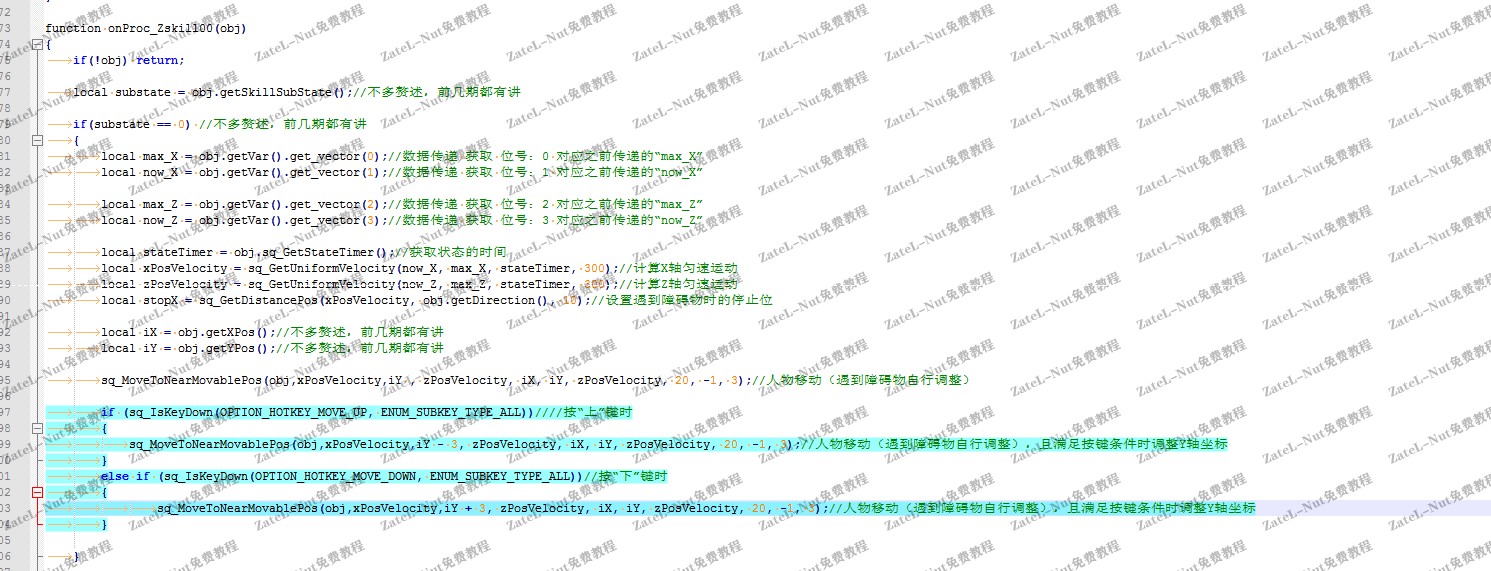 72
73 function onProc_Zskill00(obj)
74 {
75 if(!obj) return;
76
77 local substate = obj.getSkillSubState();//不多赘述，前几期都有讲
78
79 if(substate == 0) //不多赘述，前几期都有讲
80 {
81 local max_X = obj.getVar().get_vector(0);//数据传递 获取 位号：0 对应之前传递的“max_X”
82 local now_X = obj.getVar().get_vector(1);//数据传递 获取 位号：1 对应之前传递的“now_X”
83
84 local max_Z = obj.getVar().get_vector(2);//数据传递 获取 位号：2 对应之前传递的“max_Z”
85 local now_Z = obj.getVar().get_vector(3);//数据传递 获取 位号：3 对应之前传递的“now_Z”
86
87 local stateTimer = obj.sq_GetStateTimer();//获取状态的时间
88 local xPosVelocity = sq_GetUniformVelocity(now_X, max_X, stateTimer, 300);//计算X轴匀速运动
89 local zPosVelocity = sq_GetUniformVelocity(now_Z, max_Z, stateTimer, 300);//计算Z轴匀速运动
90 local stopX = sq_GetDistancePos(xPosVelocity, obj.getDirection(), 10);//设置遇到障碍物时的停止位
91
92 local iX = obj.getXPos();//不多赘述，前几期都有讲
93 local iY = obj.getYPos();//不多赘述，前几期都有讲
94
95 sq_MoveToNearMovablePos(obj,xPosVelocity,iY , zPosVelocity, iX, iY, zPosVelocity, 20, -1, 3);//人物移动（遇到障碍物自行调整）
96
97 if (sq_IsKeyDown(OPTION_HOTKEY_MOVE_UP, ENUM_SUBKEY_TYPE_ALL))////按“上”键时
98 {
99 sq_MoveToNearMovablePos(obj,xPosVelocity,iY - 3, zPosVelocity, iX, iY, zPosVelocity, 20, -1, 3);//人物移动（遇到障碍物自行调整），且满足按键条件时调整Y轴坐标
00 }
01 else if (sq_IsKeyDown(OPTION_HOTKEY_MOVE_DOWN, ENUM_SUBKEY_TYPE_ALL))//按“下”键时
02 {
03 sq_MoveToNearMovablePos(obj,xPosVelocity,iY + 3, zPosVelocity, iX, iY, zPosVelocity, 20, -1, 3);//人物移动（遇到障碍物自行调整），且满足按键条件时调整Y轴坐标
04 }
05
06 }
ZateL-Nut免费教程